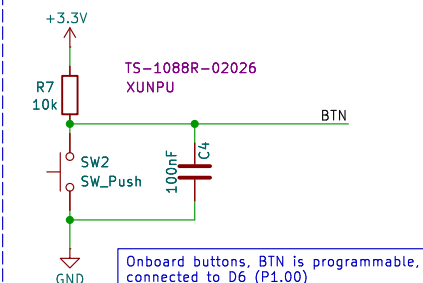 +3.3V
TS-1088R-02026
XUNPU
R7
10k
BTN
SW2
SW_Push
C4
100nF
GND
Onboard buttons, BTN is programmable,
connected to D6 (P1.00)